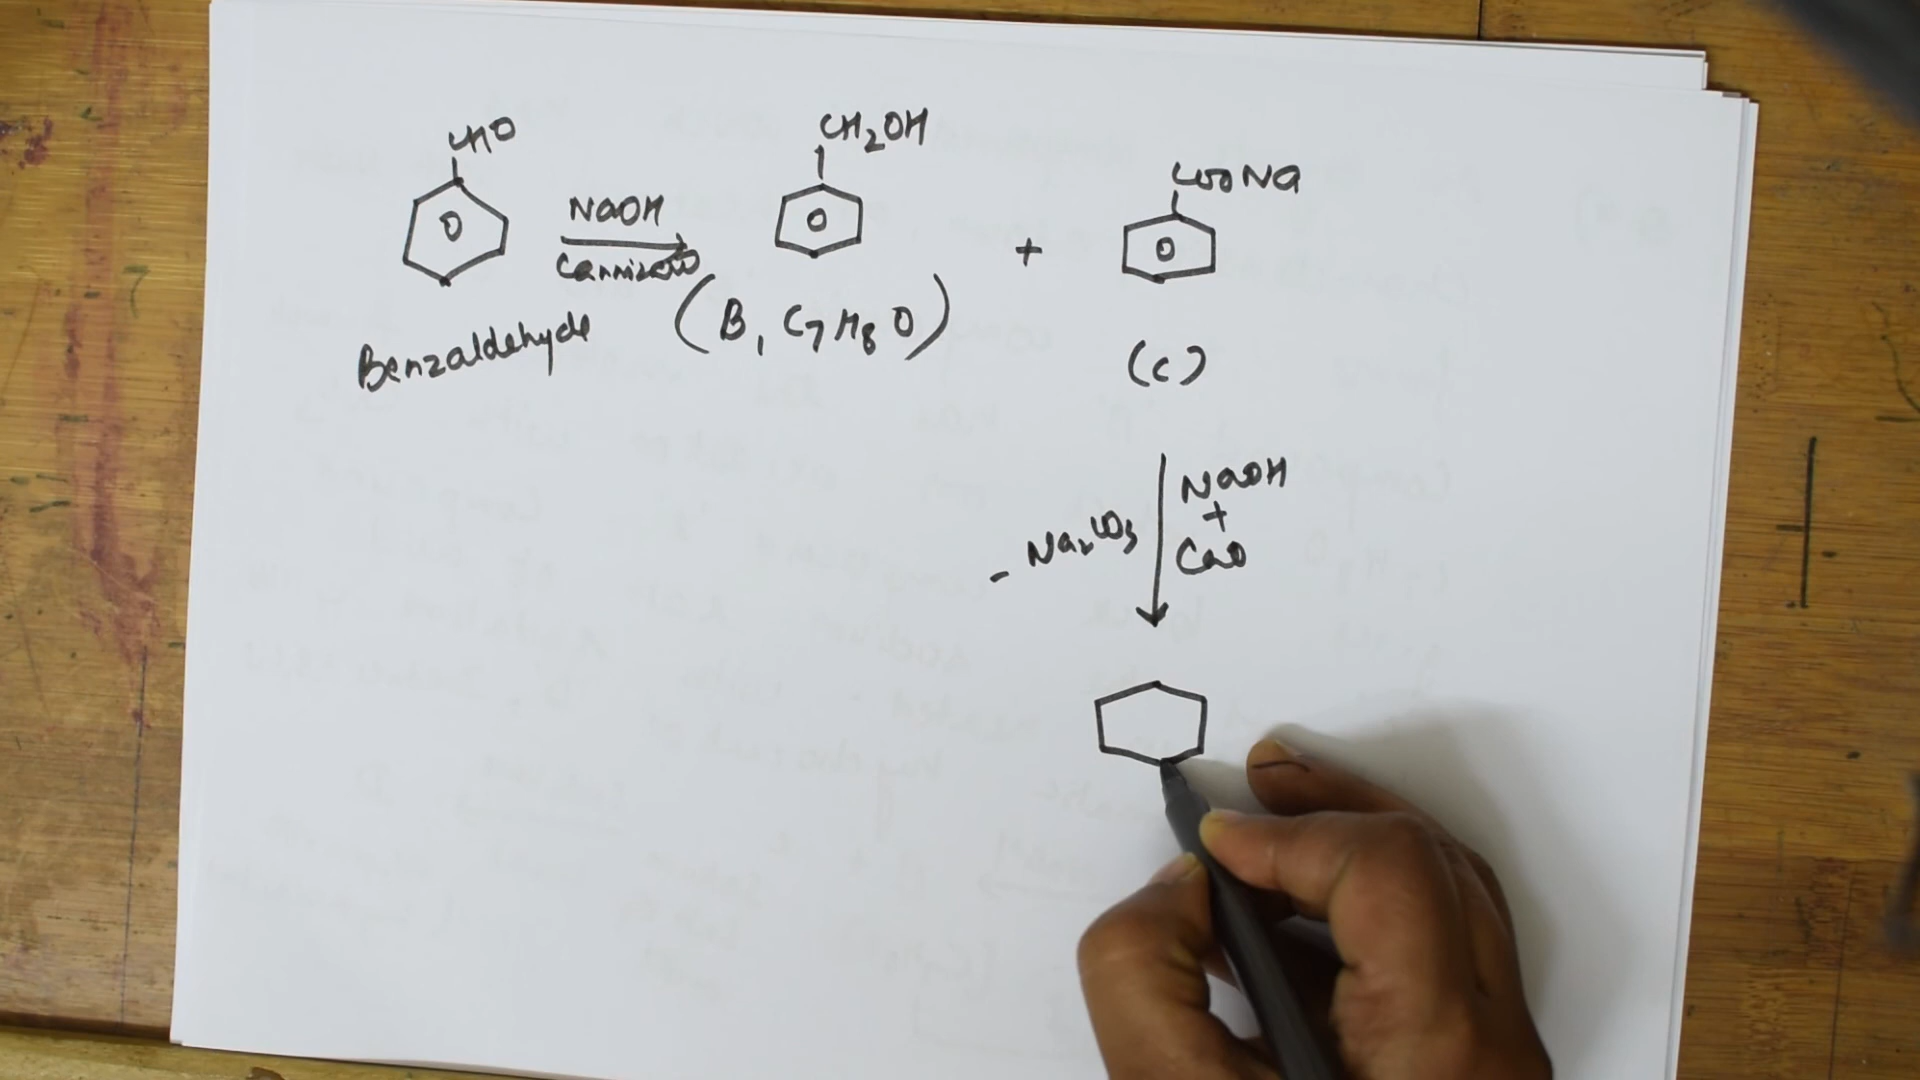 CHO
NaOH
Cannizaro
Benzaldehyde
CH2OH
(B, C7H8O)
+
COONa
(C)
NaOH
+
CaO
- Na2CO3